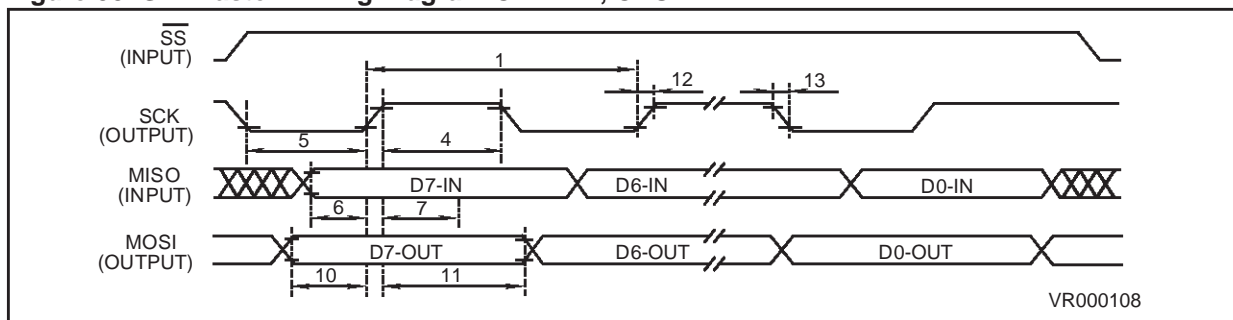 SS
(INPUT)
1
12
13
SCK
(OUTPUT)
5
4
MISO
(INPUT)
D7-IN
D6-IN
D0-IN
6
7
MOSI
(OUTPUT)
D7-OUT
D6-OUT
D0-OUT
10
11
VR000108